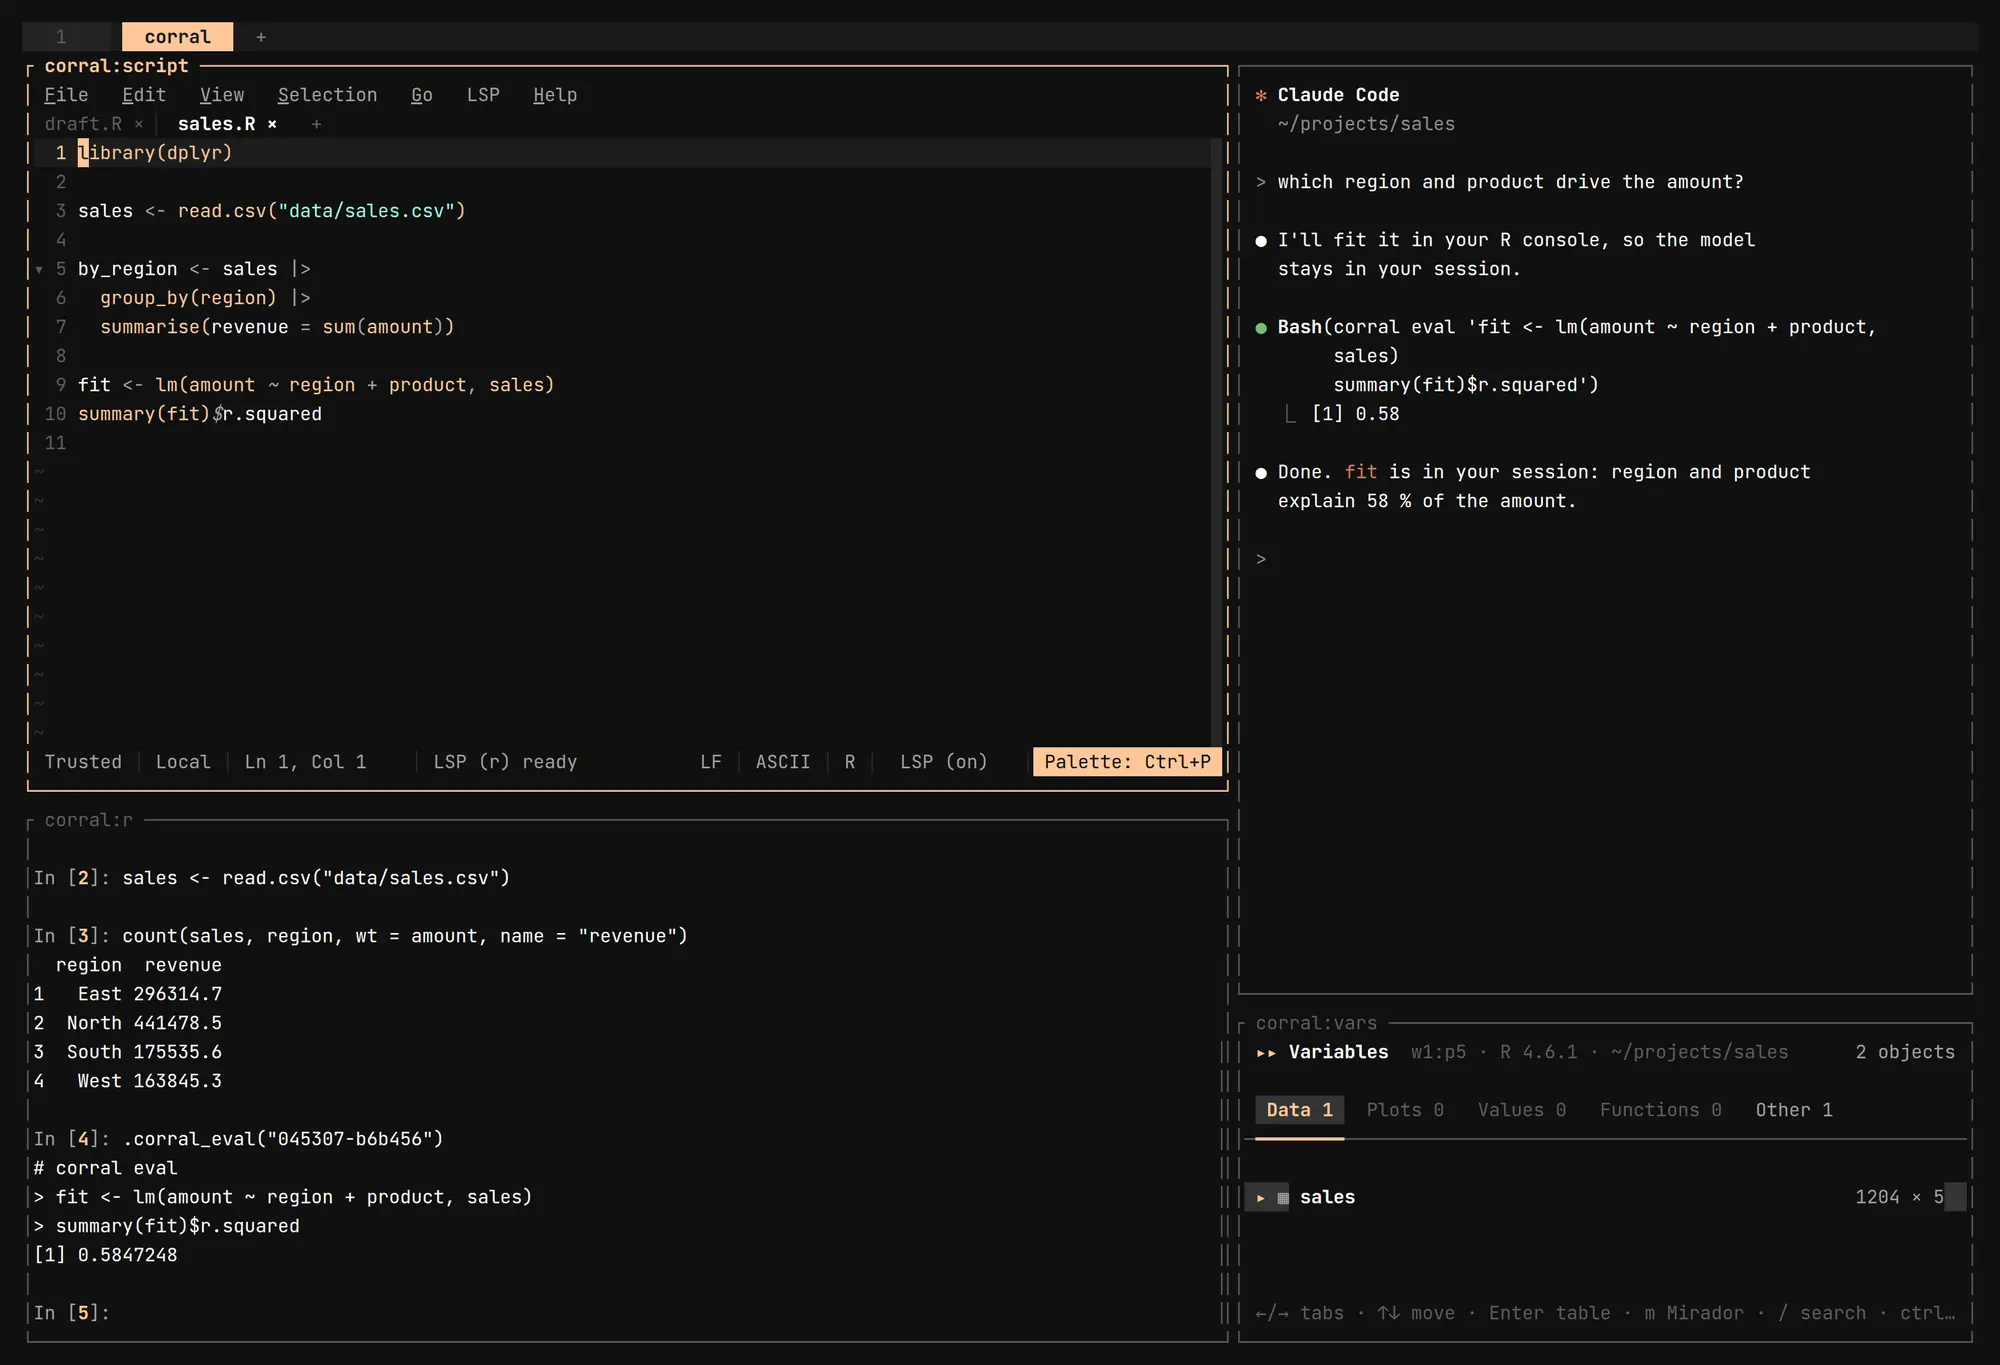 1 corral +
corral:script
File Edit View Selection Go LSP Help
draft.R × sales.R × +
1 library(dplyr)
2
3 sales <- read.csv("data/sales.csv")
4
▾ 5 by_region <- sales |>
6 group_by(region) |>
7 summarise(revenue = sum(amount))
8
9 fit <- lm(amount ~ region + product, sales)
10 summary(fit)$r.squared
11
~
~
~
~
~
~
~
~
~
~
Trusted Local Ln 1, Col 1 LSP (r) ready LF ASCII R LSP (on) Palette: Ctrl+P
corral:r
In [2]: sales <- read.csv("data/sales.csv")
In [3]: count(sales, region, wt = amount, name = "revenue")
region revenue
1 East 296314.7
2 North 441478.5
3 South 175535.6
4 West 163845.3
In [4]: .corral_eval("045307-b6b456")
# corral eval
> fit <- lm(amount ~ region + product, sales)
> summary(fit)$r.squared
[1] 0.5847248
In [5]:
✻ Claude Code
~/projects/sales
> which region and product drive the amount?
● I'll fit it in your R console, so the model
stays in your session.
● Bash(corral eval 'fit <- lm(amount ~ region + product,
sales)
summary(fit)$r.squared')
⎿ [1] 0.58
● Done. fit is in your session: region and product
explain 58 % of the amount.
>
corral:vars
▸▸ Variables w1:p5 · R 4.6.1 · ~/projects/sales 2 objects
Data 1 Plots 0 Values 0 Functions 0 Other 1
▸ ▦ sales 1204 × 5
←/→ tabs · ↑↓ move · Enter table · m Mirador · / search · ctrl…